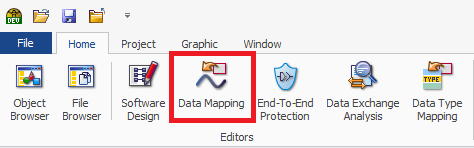 DEV
File Home Project Graphic Window
Object Browser
File Browser
Software Design
Data Mapping
End-To-End Protection
Data Exchange Analysis
TYPE
Data Type Mapping
Editors